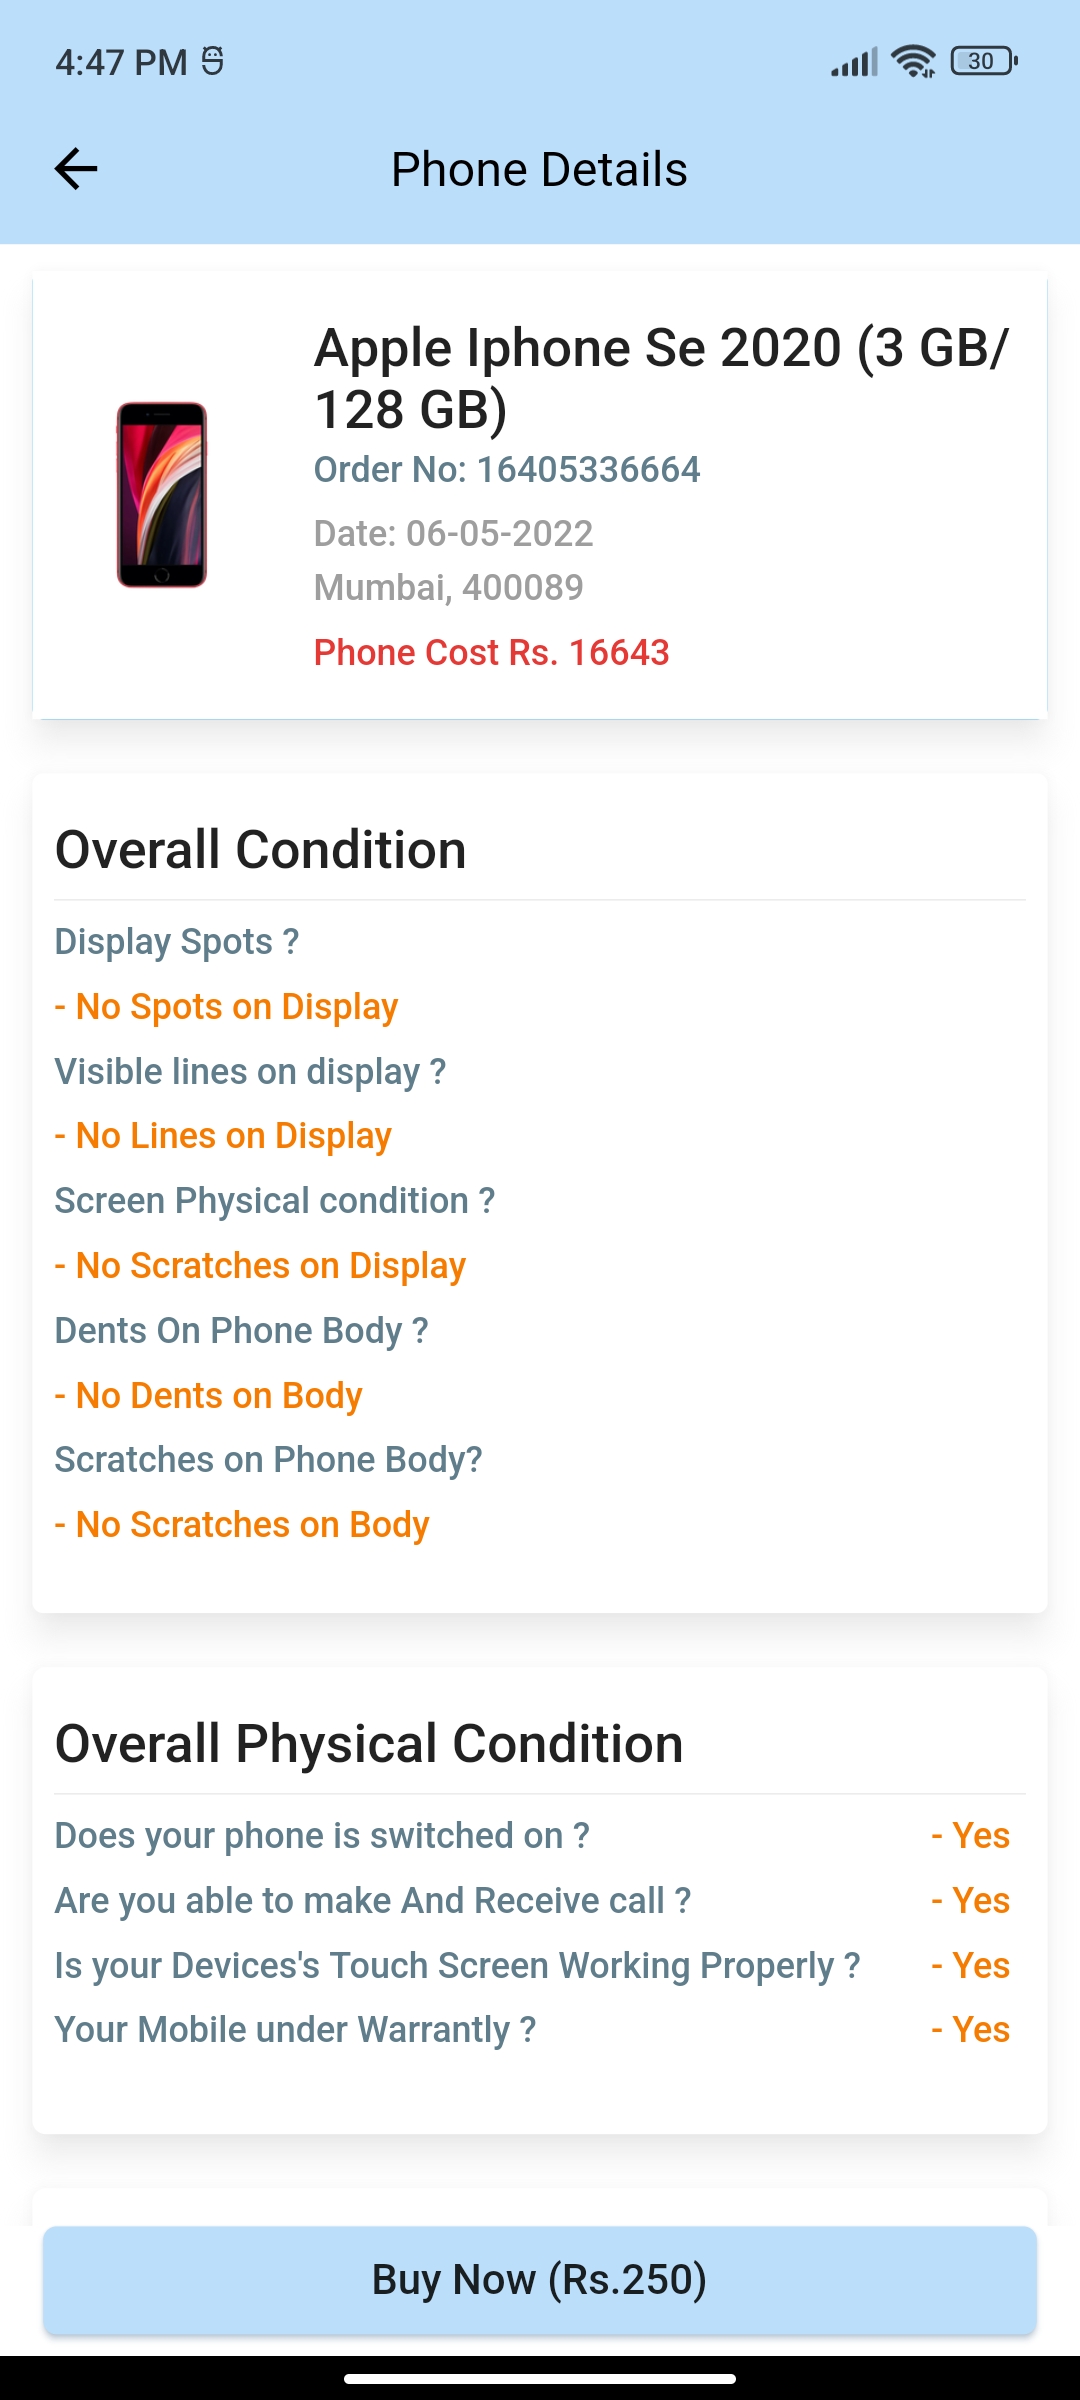 4:47 PM
30
Phone Details
Apple Iphone Se 2020 (3 GB/
128 GB)
Order No: 16405336664
Date: 06-05-2022
Mumbai, 400089
Phone Cost Rs. 16643
Overall Condition
Display Spots ?
- No Spots on Display
Visible lines on display ?
- No Lines on Display
Screen Physical condition ?
- No Scratches on Display
Dents On Phone Body ?
- No Dents on Body
Scratches on Phone Body?
- No Scratches on Body
Overall Physical Condition
Does your phone is switched on ? - Yes
Are you able to make And Receive call ? - Yes
Is your Devices's Touch Screen Working Properly ? - Yes
Your Mobile under Warrantly ? - Yes
Buy Now (Rs.250)